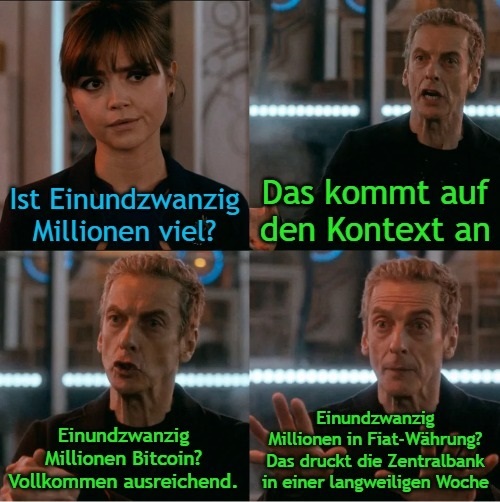 Ist Einundzwanzig
Millionen viel?
Das kommt auf
den Kontext an
Einundzwanzig
Millionen Bitcoin?
Vollkommen ausreichend.
Einundzwanzig
Millionen in Fiat-Währung?
Das druckt die Zentralbank
in einer langweiligen Woche